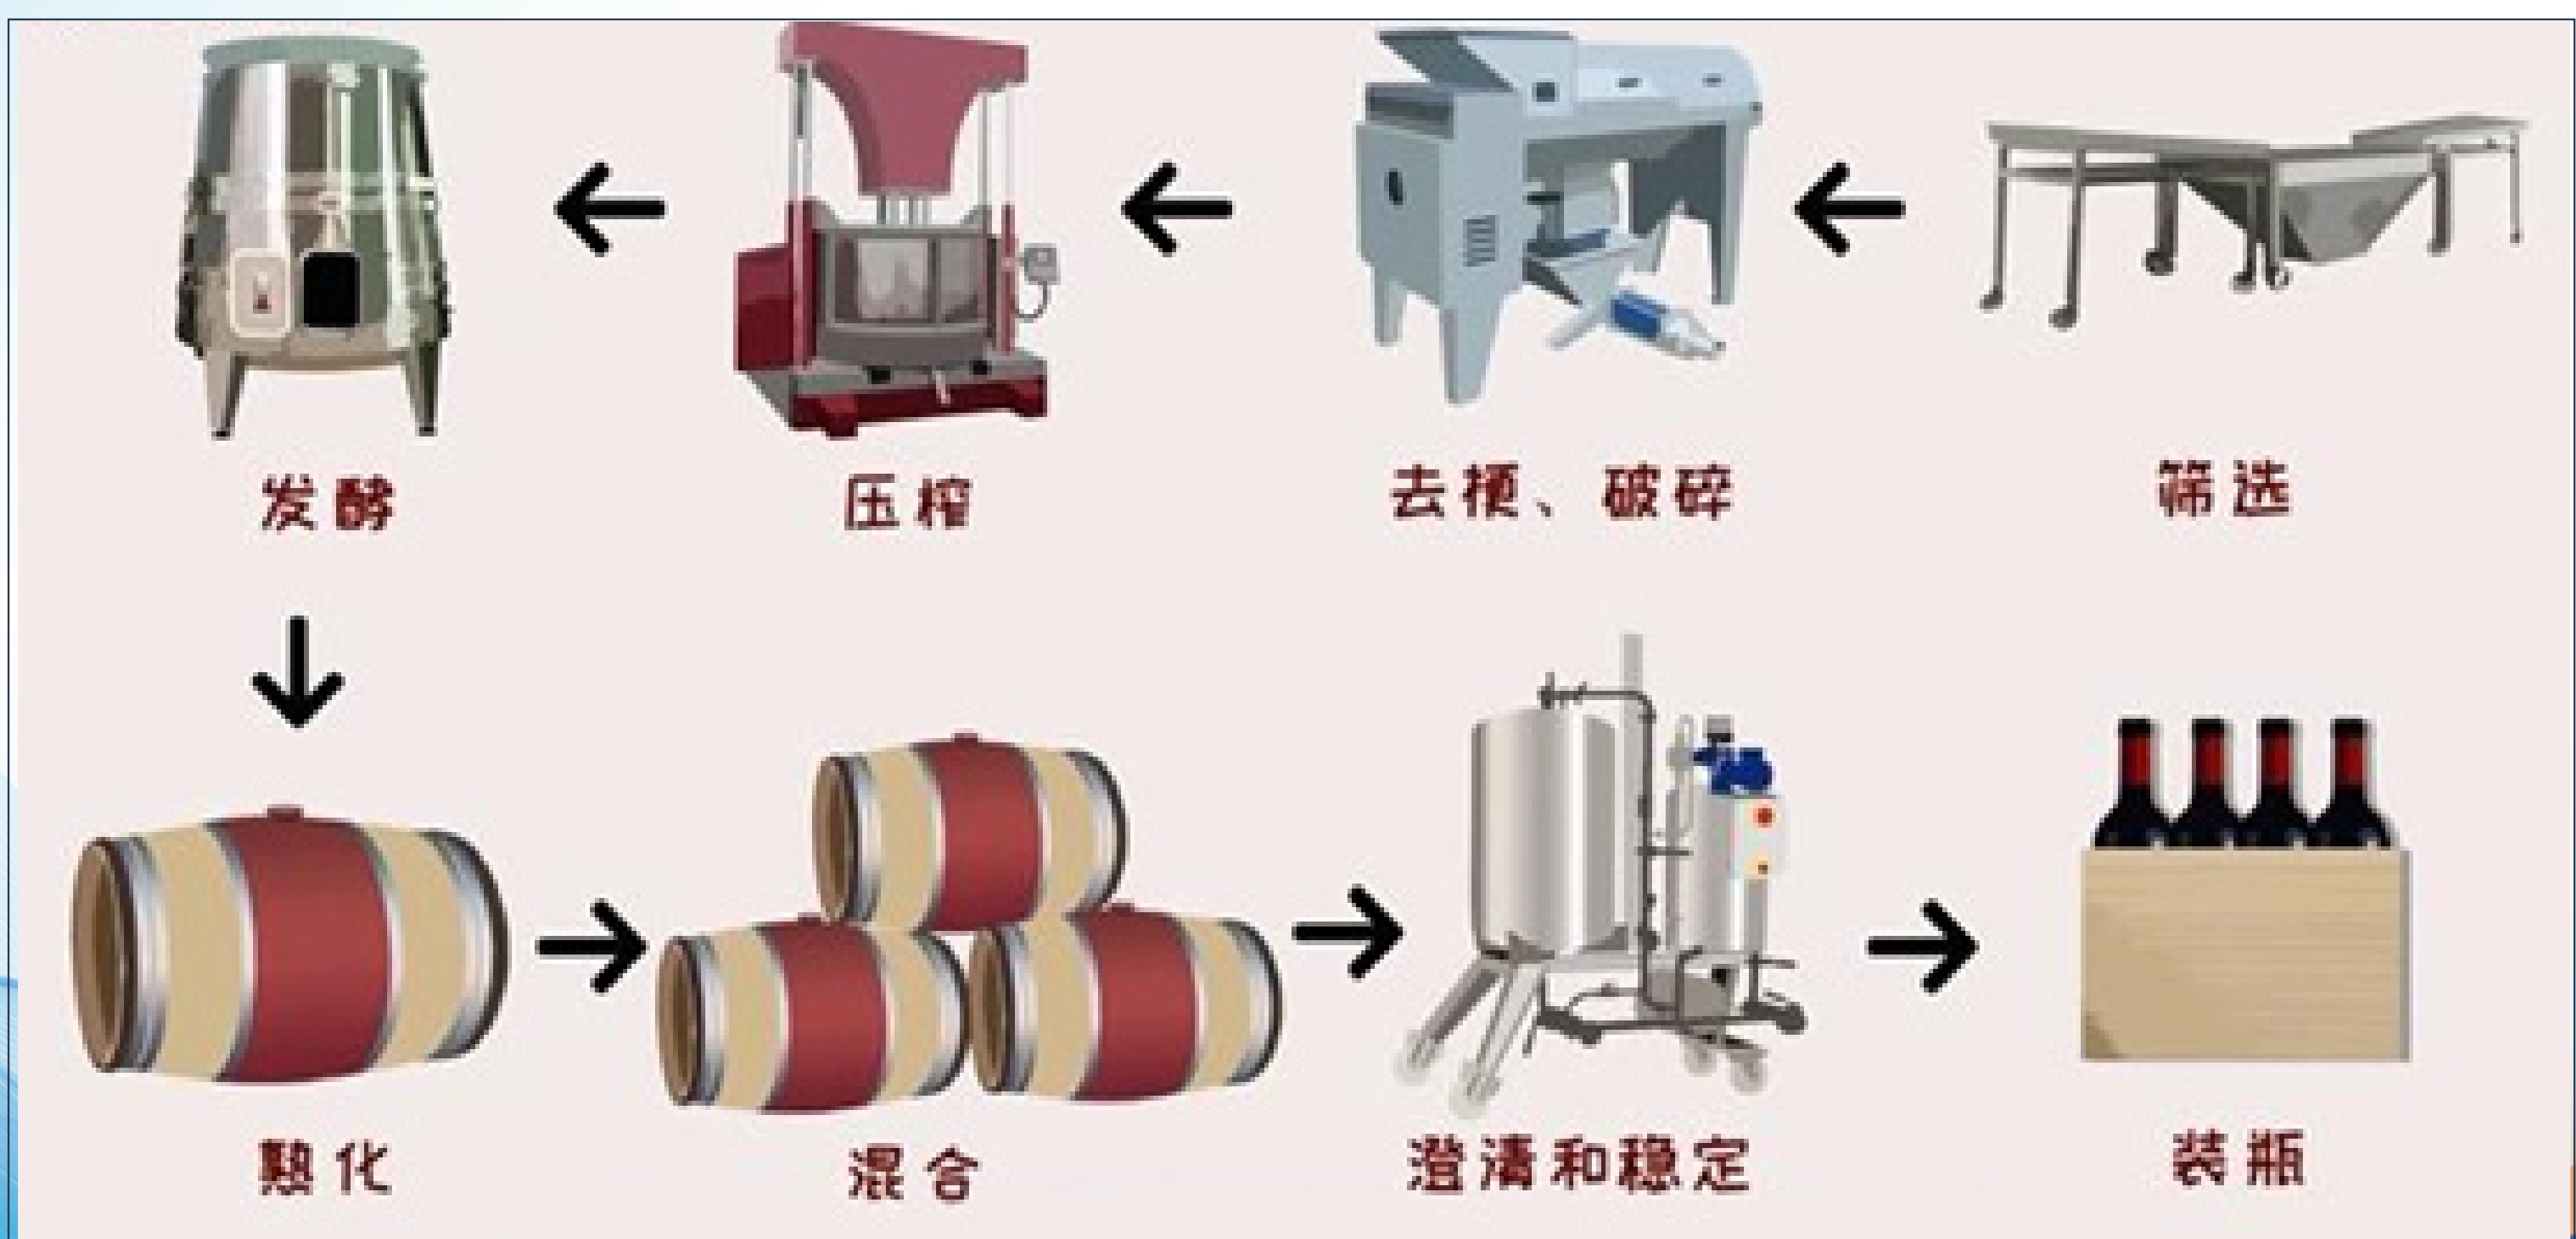 发酵
压榨
去梗、破碎
筛选
熟化
混合
澄清和稳定
装瓶